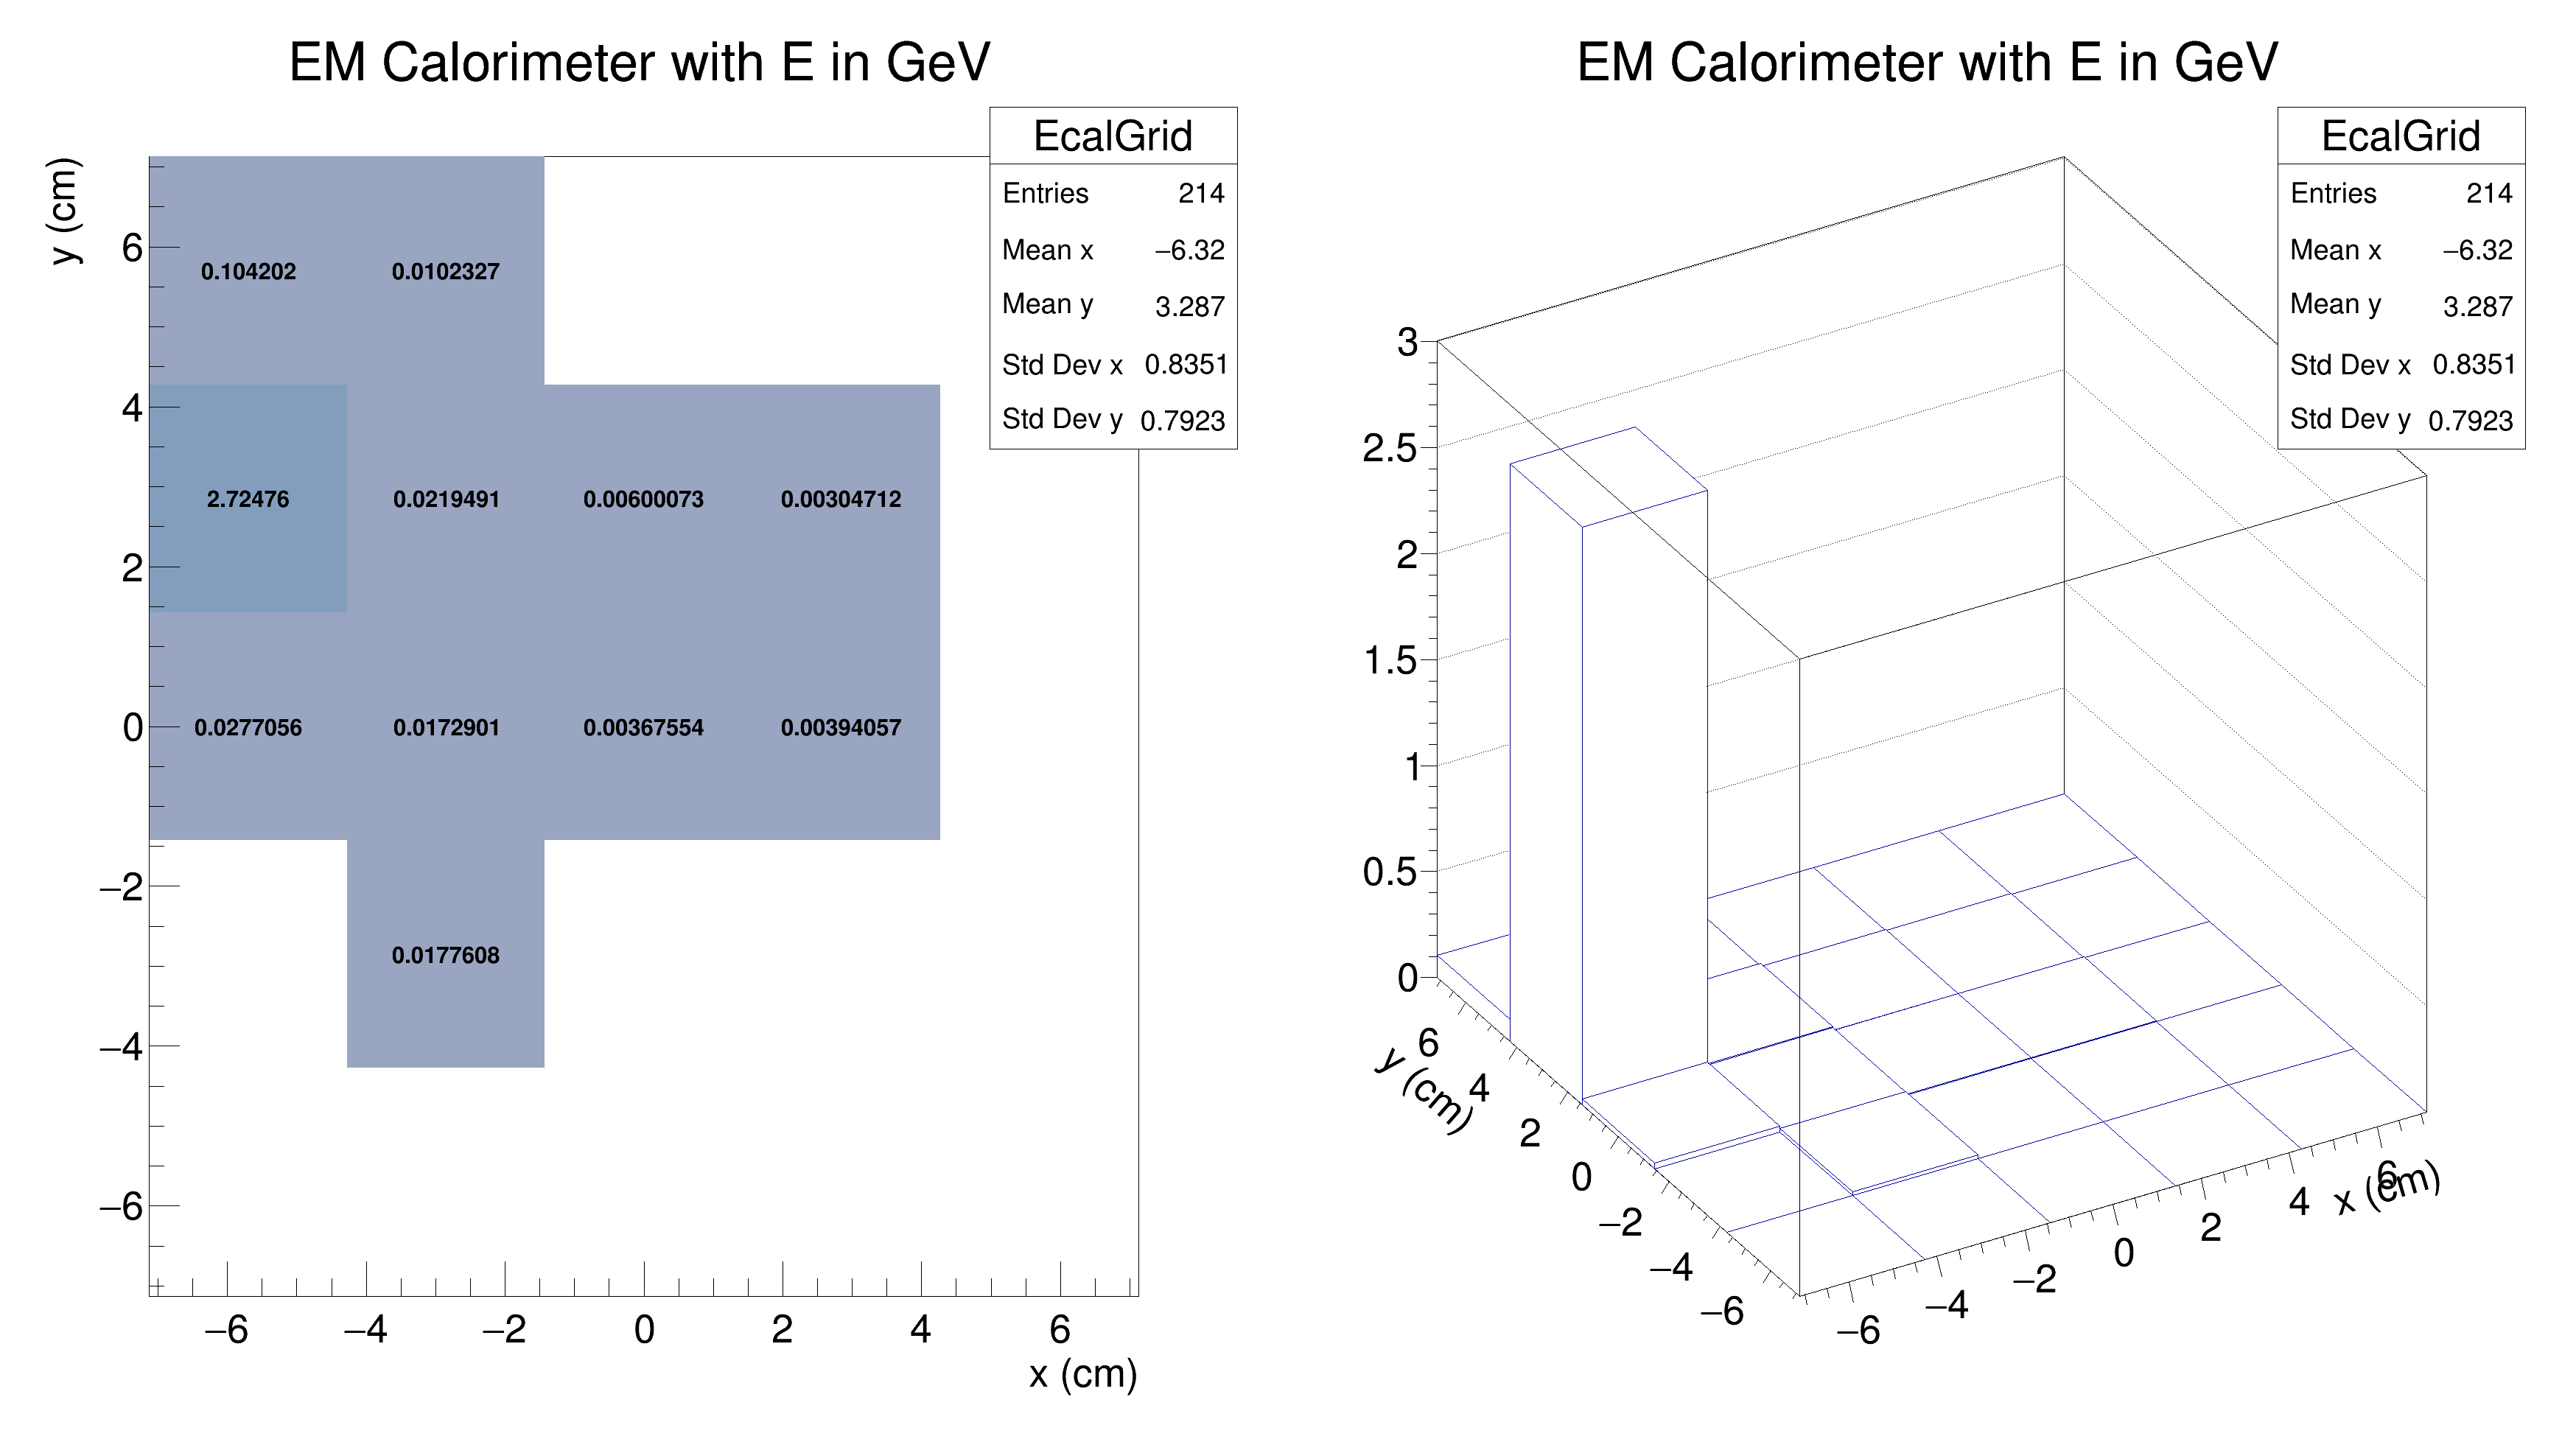 EM Calorimeter with E in GeV
EcalGrid
Entries 214
Mean x −6.32
Mean y 3.287
Std Dev x 0.8351
Std Dev y 0.7923
y (cm)
6
4
2
0
−2
−4
−6
0.104202 0.0102327
2.72476 0.0219491 0.00600073 0.00304712
0.0277056 0.0172901 0.00367554 0.00394057
0.0177608
−6 −4 −2 0 2 4 6
x (cm)
EM Calorimeter with E in GeV
EcalGrid
Entries 214
Mean x −6.32
Mean y 3.287
Std Dev x 0.8351
Std Dev y 0.7923
3
2.5
2
1.5
1
0.5
0
6
4
2
0
−2
−4
−6
y (cm)
−6
−4
−2
0
2
4
6
x (cm)